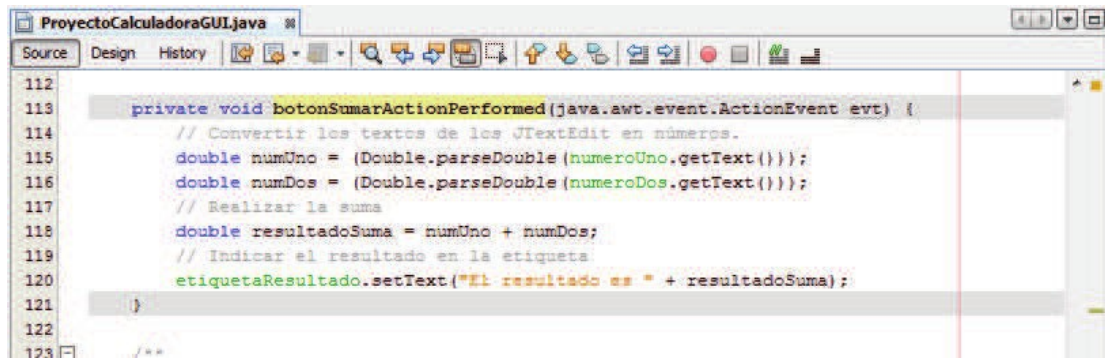 ProyectoCalculadoraGUI.java
Source Design History
112
113 private void botonSumarActionPerformed(java.awt.event.ActionEvent evt) {
114 // Convertir los textos de los JTextEdit en números.
115 double numUno = (Double.parseDouble(numeroUno.getText()));
116 double numDos = (Double.parseDouble(numeroDos.getText()));
117 // Realizar la suma
118 double resultadoSuma = numUno + numDos;
119 // Indicar el resultado en la etiqueta
120 etiquetaResultado.setText("El resultado es " + resultadoSuma);
121 }
122
123 /**